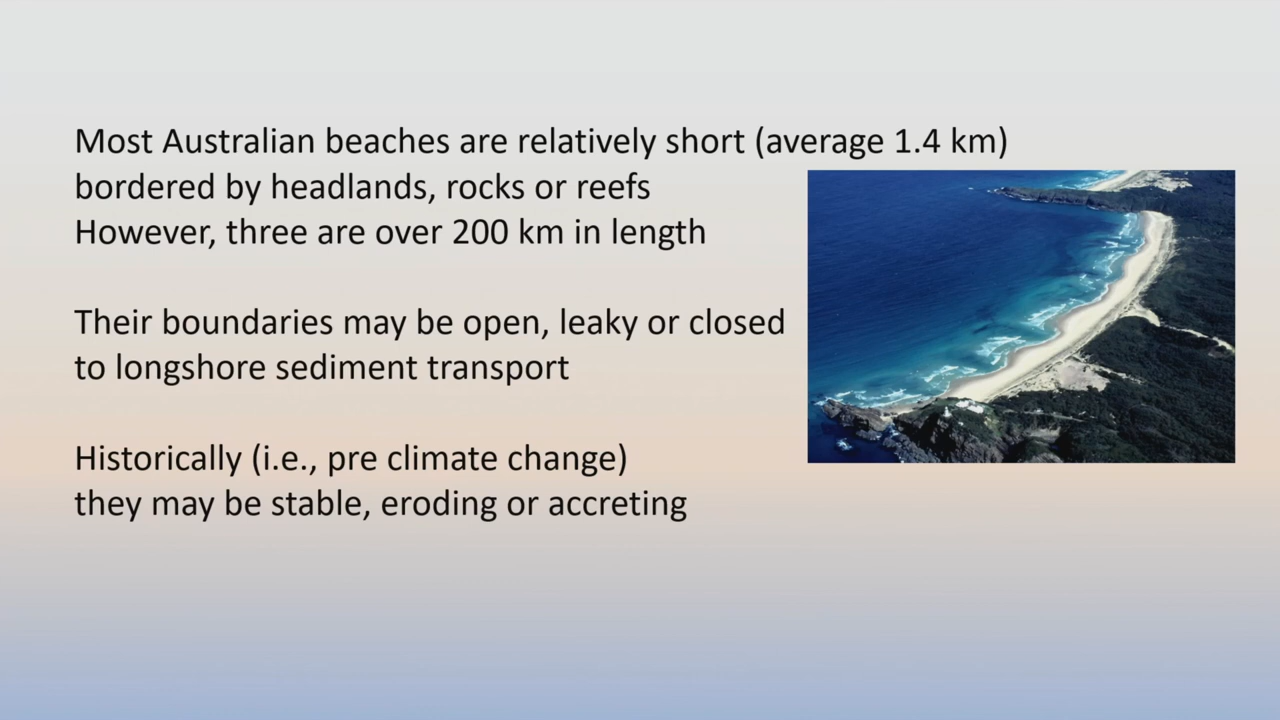 Most Australian beaches are relatively short (average 1.4 km)
bordered by headlands, rocks or reefs
However, three are over 200 km in length
Their boundaries may be open, leaky or closed
to longshore sediment transport
Historically (i.e., pre climate change)
they may be stable, eroding or accreting